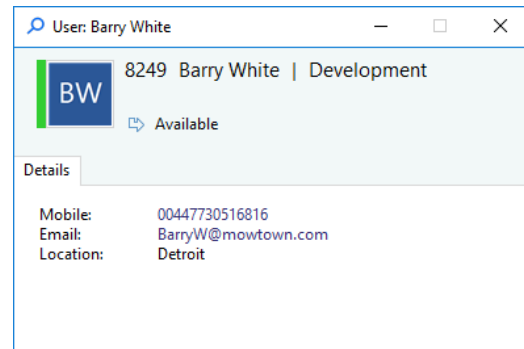 User: Barry White
8249 Barry White | Development
BW
Available
Details
Mobile: 00447730516816
Email: BarryW@mowtown.com
Location: Detroit